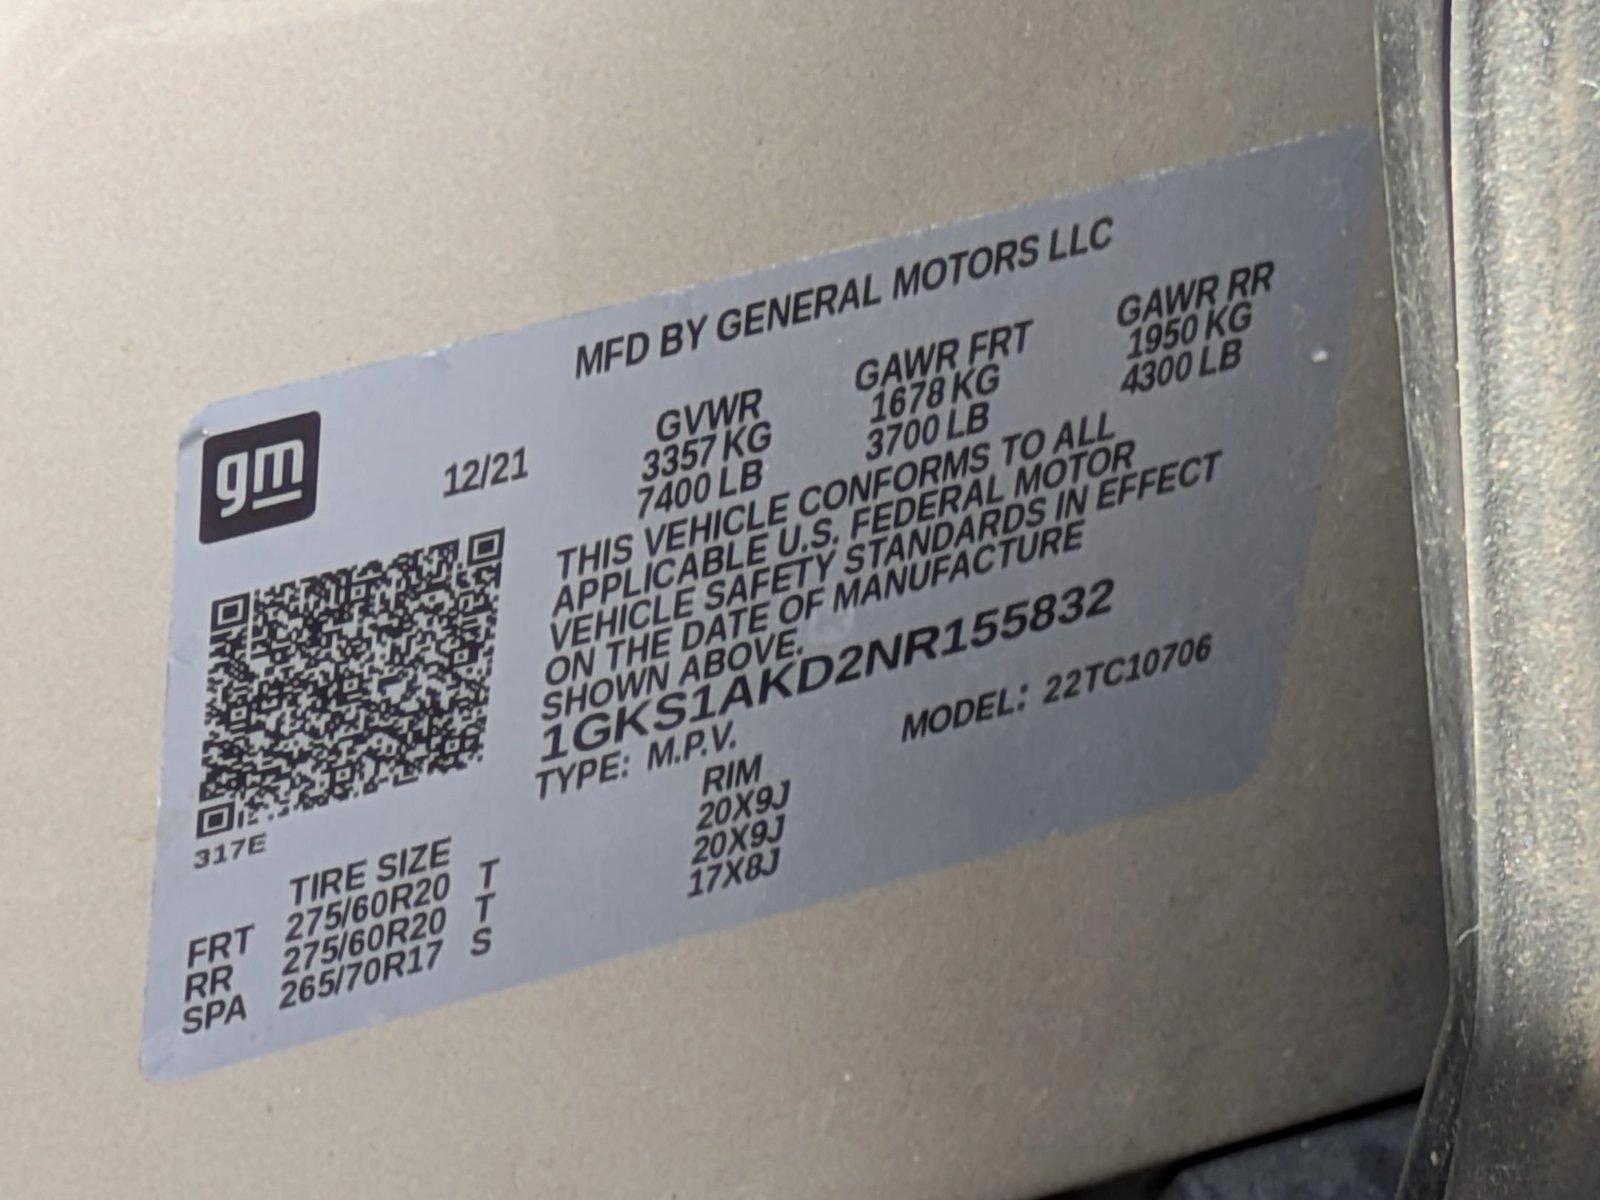 MFD BY GENERAL MOTORS LLC
gm
12/21
GVWR GAWR FRT GAWR RR
3357 KG 1678 KG 1950 KG
7400 LB 3700 LB 4300 LB
THIS VEHICLE CONFORMS TO ALL
APPLICABLE U.S. FEDERAL MOTOR
VEHICLE SAFETY STANDARDS IN EFFECT
ON THE DATE OF MANUFACTURE
SHOWN ABOVE.
1GKS1AKD2NR155832
TYPE: M.P.V. MODEL: 22TC10706
317E
TIRE SIZE RIM
FRT 275/60R20 T 20X9J
RR 275/60R20 T 20X9J
SPA 265/70R17 S 17X8J